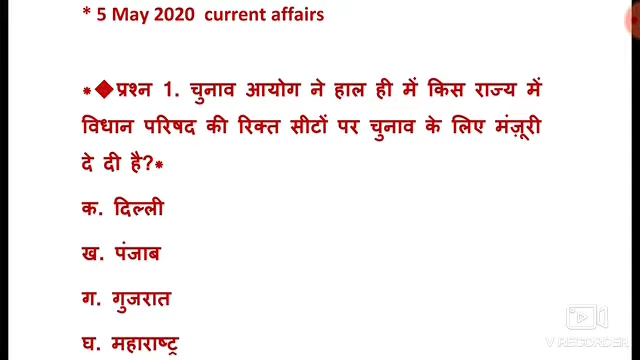 * 5 May 2020 current affairs
*◆प्रश्न 1. चुनाव आयोग ने हाल ही में किस राज्य में
विधान परिषद की रिक्त सीटों पर चुनाव के लिए मंज़ूरी
दे दी है?*
क. दिल्ली
ख. पंजाब
ग. गुजरात
घ. महाराष्ट्र
V RECORDER